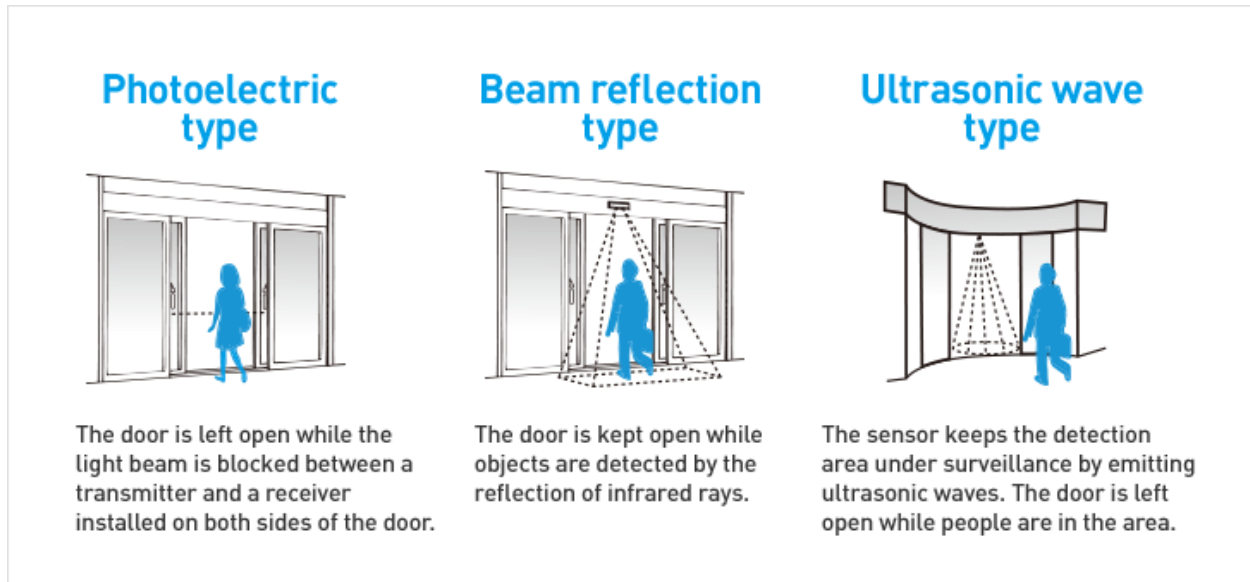 Photoelectric
type
The door is left open while the
light beam is blocked between a
transmitter and a receiver
installed on both sides of the door.
Beam reflection
type
The door is kept open while
objects are detected by the
reflection of infrared rays.
Ultrasonic wave
type
The sensor keeps the detection
area under surveillance by emitting
ultrasonic waves. The door is left
open while people are in the area.